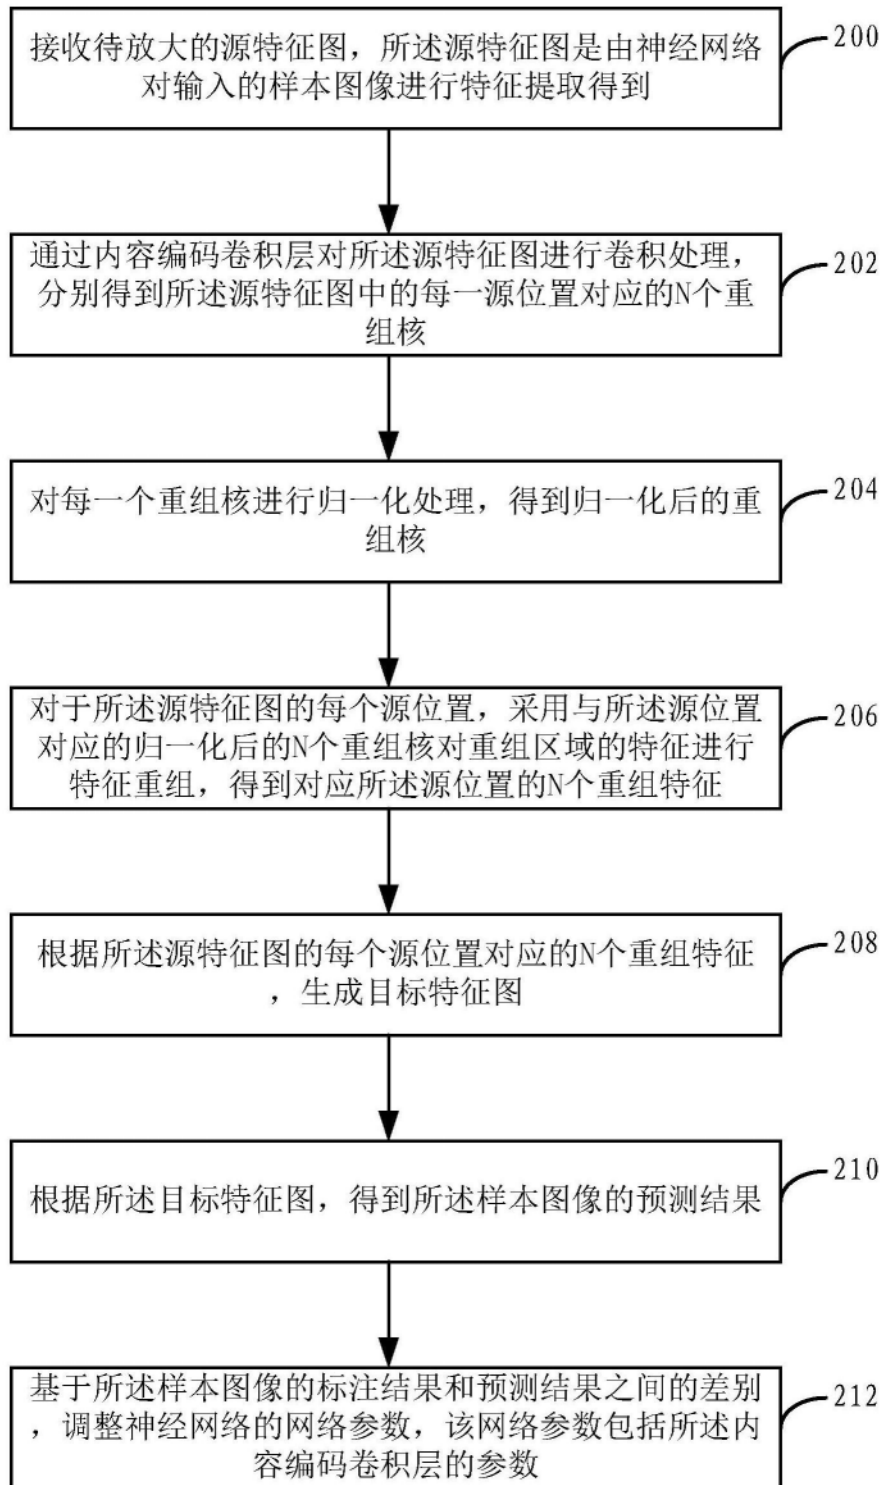 接收待放大的源特征图，所述源特征图是由神经网络
对输入的样本图像进行特征提取得到
200
通过内容编码卷积层对所述源特征图进行卷积处理，
分别得到所述源特征图中的每一源位置对应的N个重
组核
202
对每一个重组核进行归一化处理，得到归一化后的重
组核
204
对于所述源特征图的每个源位置，采用与所述源位置
对应的归一化后的N个重组核对重组区域的特征进行
特征重组，得到对应所述源位置的N个重组特征
206
根据所述源特征图的每个源位置对应的N个重组特征
，生成目标特征图
208
根据所述目标特征图，得到所述样本图像的预测结果
210
基于所述样本图像的标注结果和预测结果之间的差别
，调整神经网络的网络参数，该网络参数包括所述内
容编码卷积层的参数
212